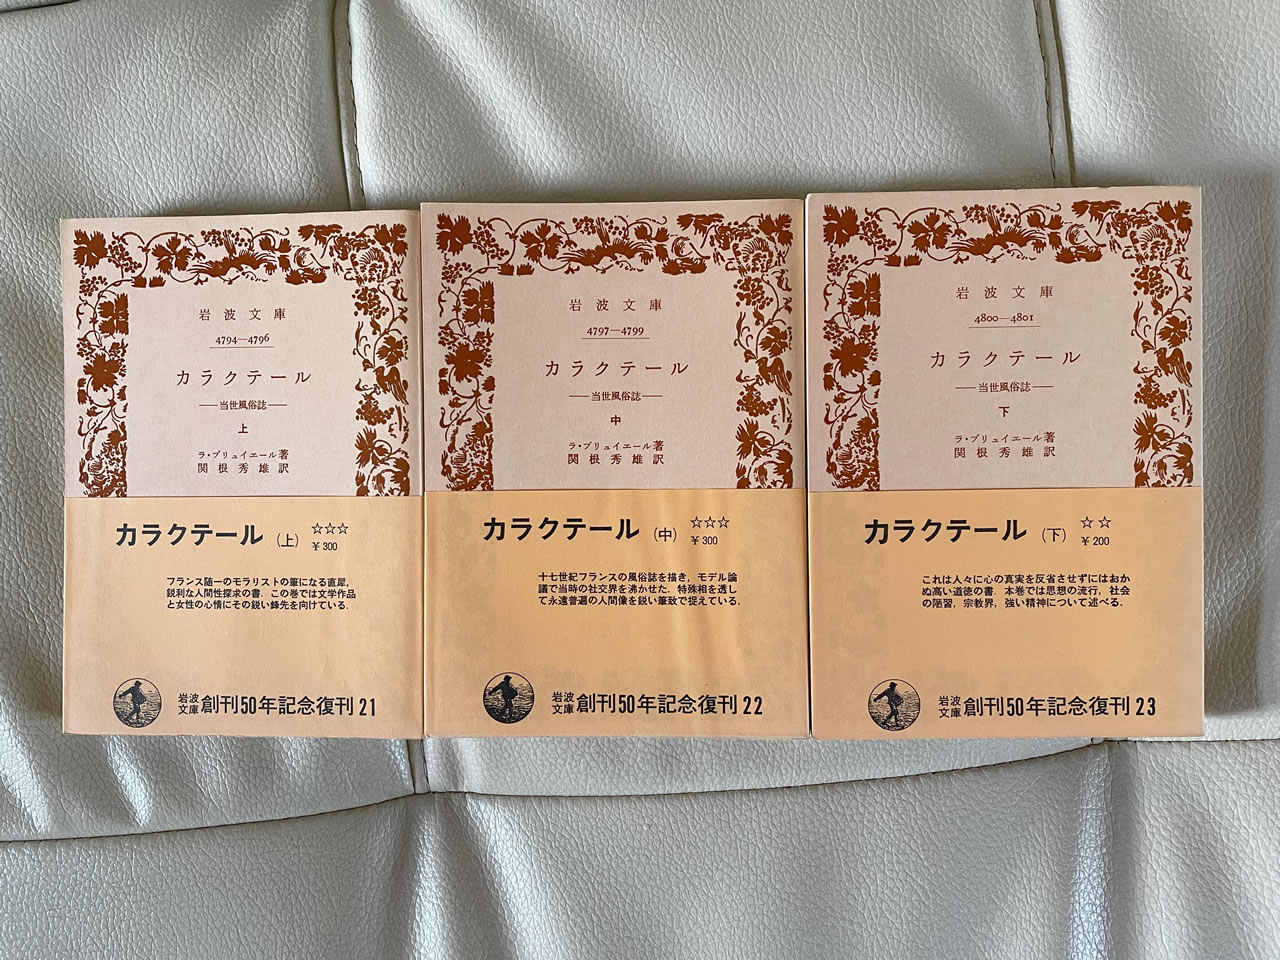 岩波文庫
4794—4796
カラクテール
—当世風俗誌—
上
ラ・ブリュイエール著
関根秀雄訳
カラクテール（上）☆☆☆
￥300
フランス随一のモラリストの筆になる直犀，
鋭利な人間性探求の書．この巻では文学作品
と女性の心情にその鋭い鋒先を向けている．
岩波文庫 創刊50年記念復刊 21
岩波文庫
4797—4799
カラクテール
—当世風俗誌—
中
ラ・ブリュイエール著
関根秀雄訳
カラクテール（中）☆☆☆
￥300
十七世紀フランスの風俗誌を描き，モデル論
議で当時の社交界を沸かせた．特殊相を透し
て永遠普遍の人間像を鋭い筆致で捉えている．
岩波文庫 創刊50年記念復刊 22
岩波文庫
4800—4801
カラクテール
—当世風俗誌—
下
ラ・ブリュイエール著
関根秀雄訳
カラクテール（下）☆☆
￥200
これは人々に心の真実を反省させずにはおか
ぬ高い道徳の書．本巻では思想の流行，社会
の陋習，宗教界，強い精神について述べる．
岩波文庫 創刊50年記念復刊 23